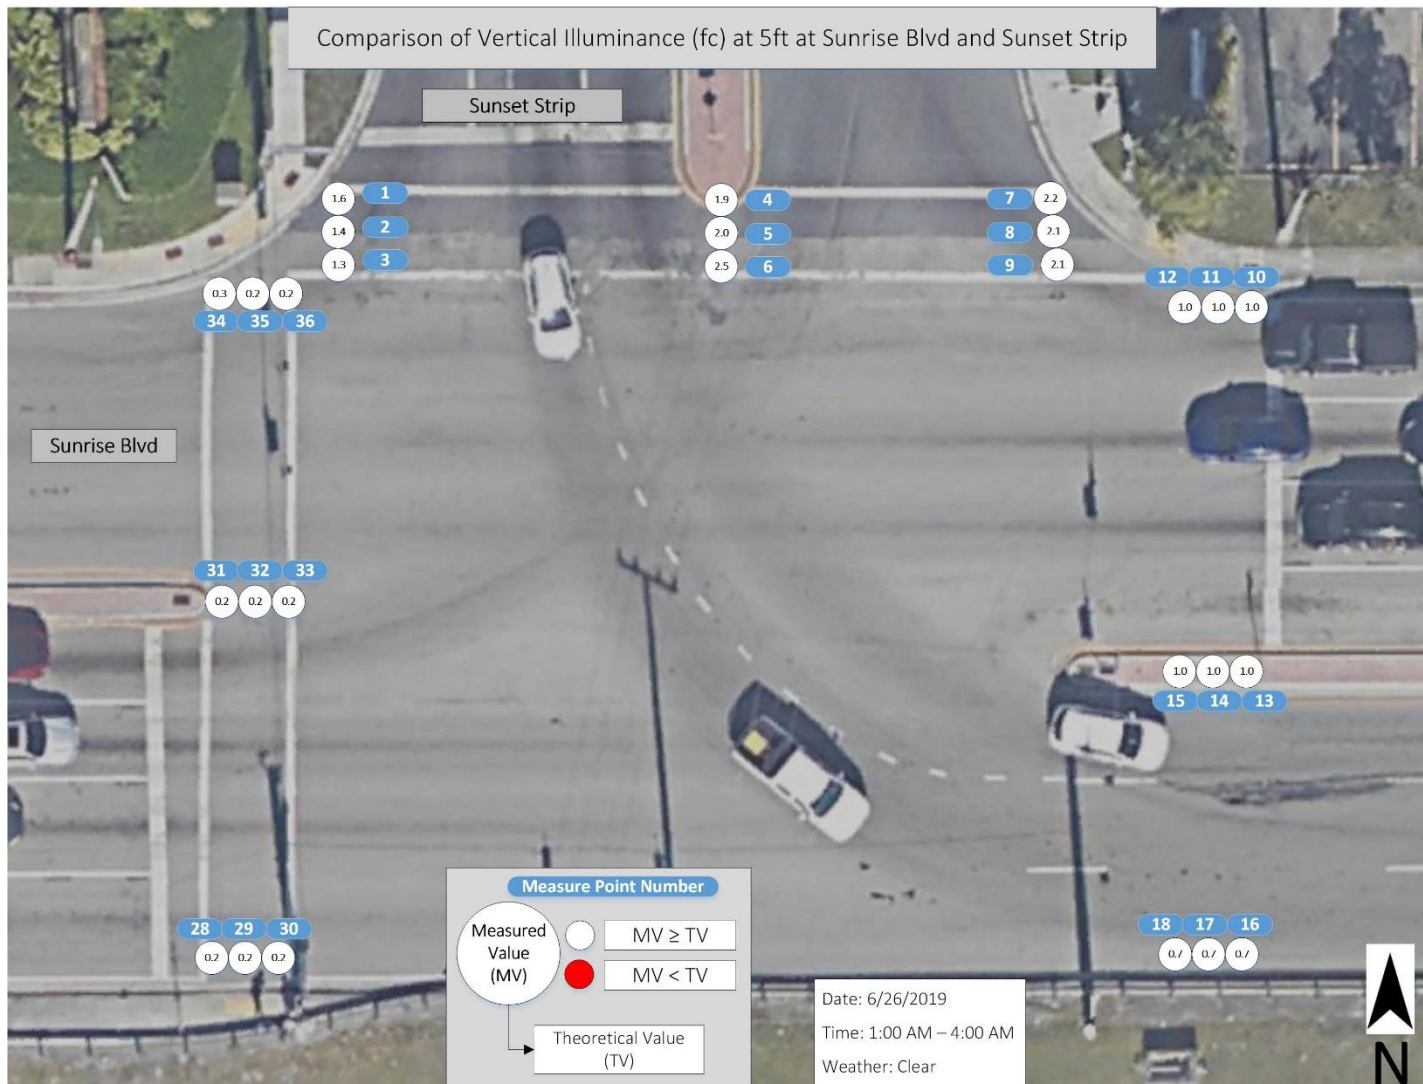 Comparison of Vertical Illuminance (fc) at 5ft at Sunrise Blvd and Sunset Strip
Sunset Strip
1.6 1
1.9 4
7 2.2
1.4 2
2.0 5
8 2.1
1.3 3
2.5 6
9 2.1
12 11 10
1.0 1.0 1.0
0.3 0.2 0.2
34 35 36
Sunrise Blvd
31 32 33
0.2 0.2 0.2
1.0 1.0 1.0
15 14 13
28 29 30
0.2 0.2 0.2
18 17 16
0.7 0.7 0.7
Measure Point Number
Measured
Value
(MV)
MV ≥ TV
MV < TV
Theoretical Value
(TV)
Date: 6/26/2019
Time: 1:00 AM – 4:00 AM
Weather: Clear
N